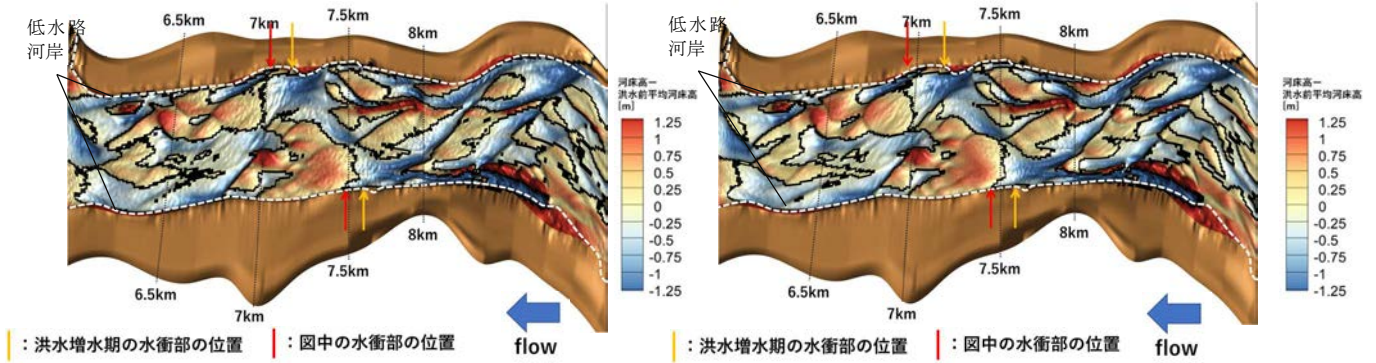 低水路
河岸
6.5km
7km
7.5km
8km
河床高ー
洪水前平均河床高
[m]
1.25
1
0.75
0.5
0.25
0
-0.25
-0.5
-0.75
-1
-1.25
6.5km
7km
7.5km
8km
:洪水増水期の水衝部の位置
:図中の水衝部の位置
flow
低水路
河岸
6.5km
7km
7.5km
8km
河床高ー
洪水前平均河床高
[m]
1.25
1
0.75
0.5
0.25
0
-0.25
-0.5
-0.75
-1
-1.25
6.5km
7km
7.5km
8km
:洪水増水期の水衝部の位置
:図中の水衝部の位置
flow